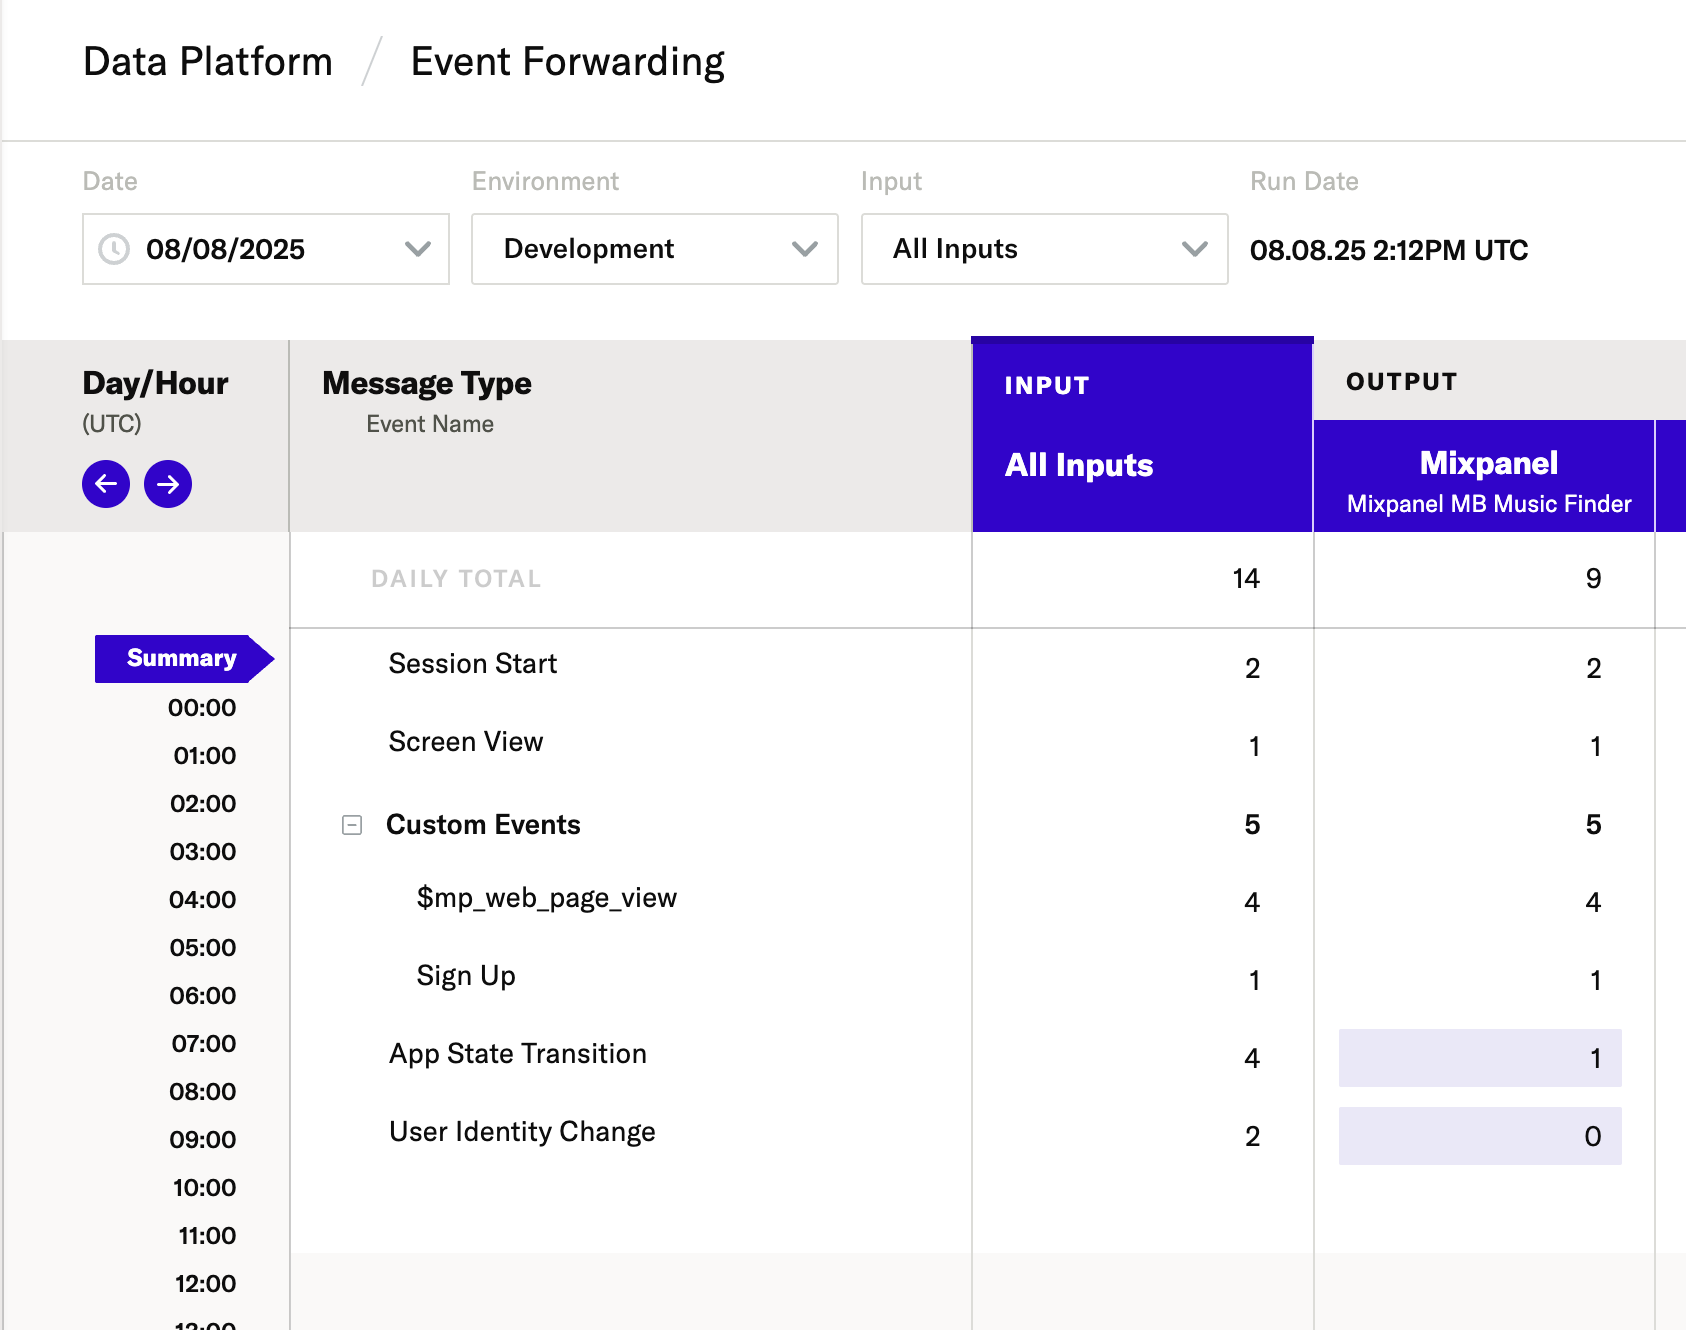 Data Platform / Event Forwarding
Date
Environment
Input
Run Date
08/08/2025
Development
All Inputs
08.08.25 2:12PM UTC
Day/Hour
(UTC)
Message Type
Event Name
INPUT
All Inputs
OUTPUT
Mixpanel
Mixpanel MB Music Finder
DAILY TOTAL 14 9
Summary
00:00
01:00
02:00
03:00
04:00
05:00
06:00
07:00
08:00
09:00
10:00
11:00
12:00
13:00
Session Start 2 2
Screen View 1 1
Custom Events 5 5
$mp_web_page_view 4 4
Sign Up 1 1
App State Transition 4 1
User Identity Change 2 0